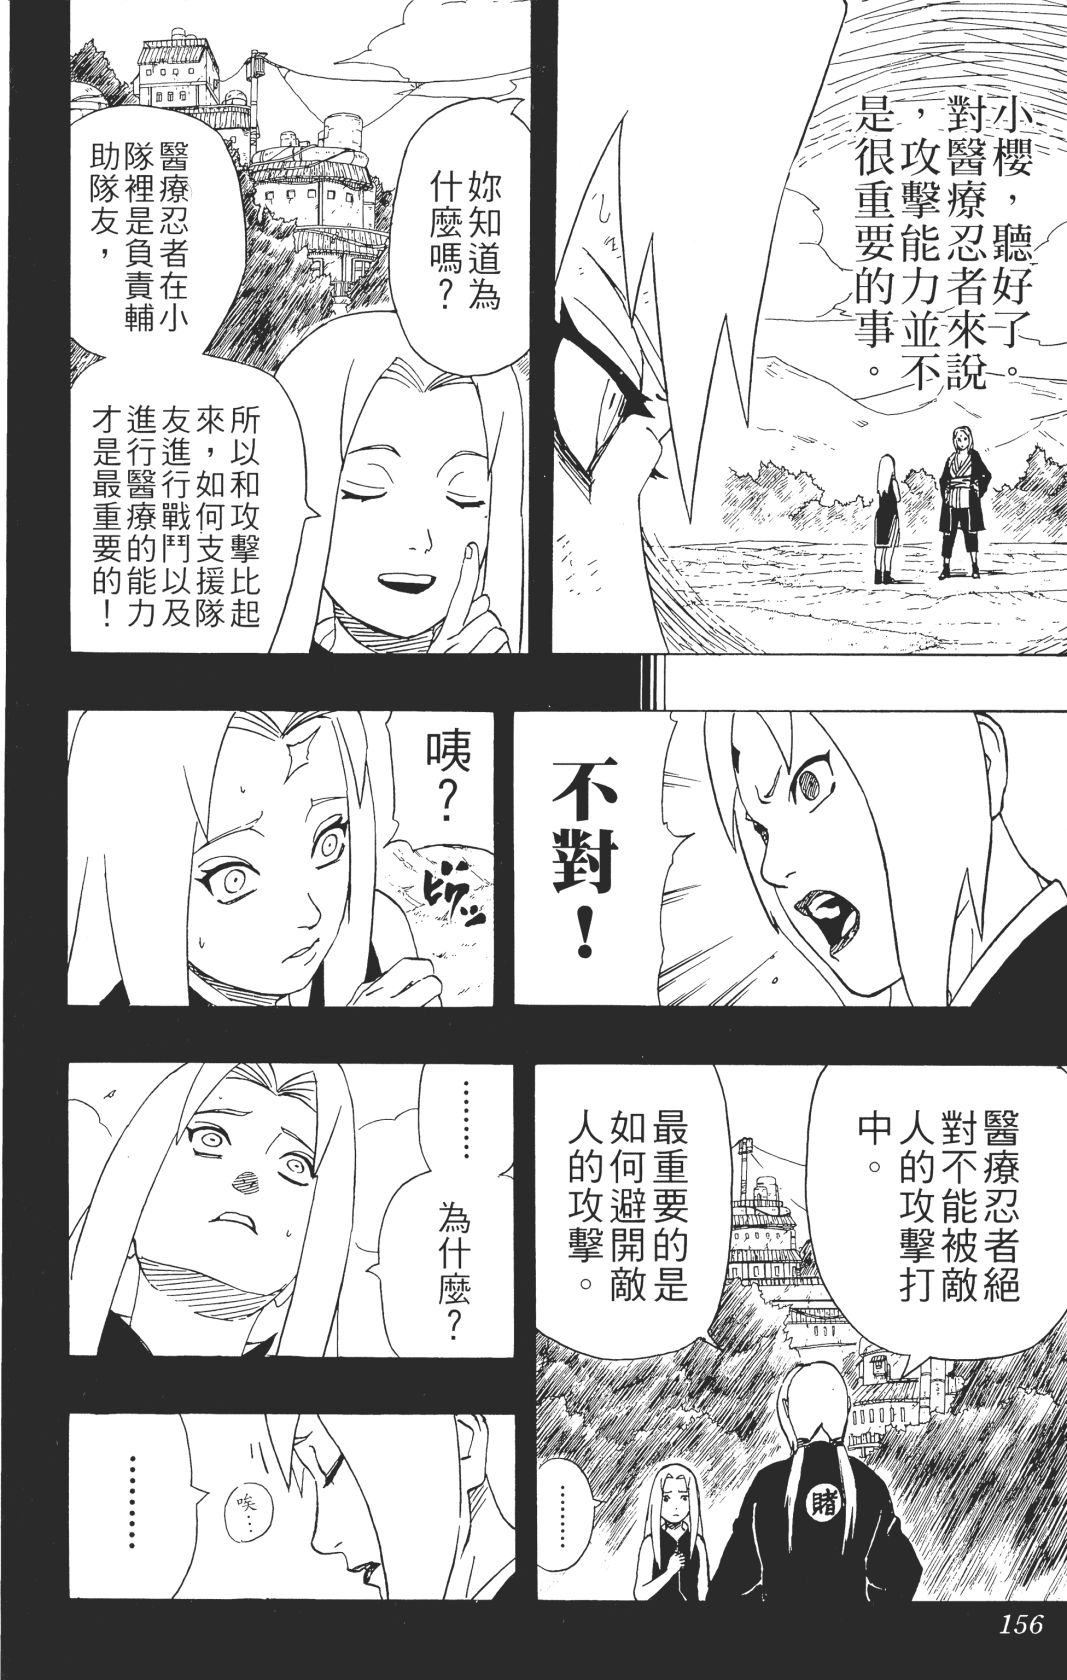 小櫻，聽好了。
對醫療忍者來說
，攻擊能力並不
是很重要的事。
妳知道為
什麼嗎？
醫療忍者在小
隊裡是負責輔
助隊友，
所以和攻擊比起
來，如何支援隊
友進行戰鬥以及
進行醫療的能力
才是最重要的！
不對！
咦？
醫療忍者絕
對不能被敵
人的攻擊打
中。
最重要的是
如何避開敵
人的攻擊。
賭
………
………
為什麼？
唉…
………
156